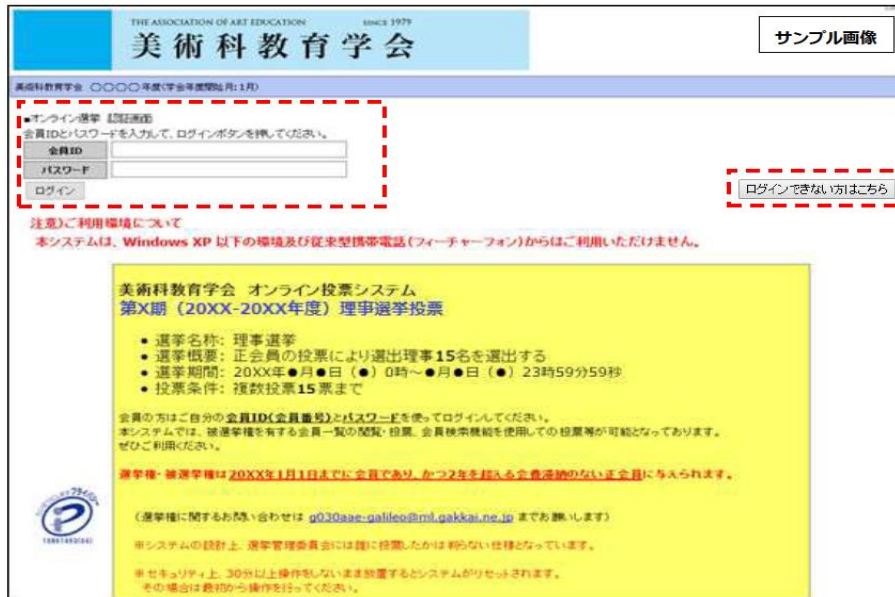 THE ASSOCIATION OF ART EDUCATION SINCE 1979
美術科教育学会
サンプル画像
美術科教育学会 〇〇〇〇年度(学会年度開始月:1月)
■オンライン選挙 認証画面
会員IDとパスワードを入力して、ログインボタンを押してください。
会員ID
パスワード
ログイン
ログインできない方はこちら
注意)ご利用環境について
本システムは、Windows XP 以下の環境及び従来型携帯電話(フィーチャーフォン)からはご利用いただけません。
美術科教育学会 オンライン投票システム
第X期（20XX-20XX年度）理事選挙投票
• 選挙名称: 理事選挙
• 選挙概要: 正会員の投票により選出理事15名を選出する
• 選挙期間: 20XX年●月●日（●）0時～●月●日（●）23時59分59秒
• 投票条件: 複数投票15票まで
会員の方はご自分の会員ID(会員番号)とパスワードを使ってログインしてください。
本システムでは、被選挙権を有する会員一覧の閲覧・投票、会員検索機能を使用しての投票等が可能となっております。
ぜひご利用ください。
選挙権・被選挙権は20XX年1月1日までに会員であり、かつ2年を超える会費滞納のない正会員に与えられます。
（選挙権に関するお問い合わせは g030aae-galileo@ml.gakkai.ne.jp までお願いします）
※システムの設計上、選挙管理委員会には誰に投票したかは判らない仕様となっています。
※セキュリティ上、30分以上操作をしないまま放置するとシステムがリセットされます。
その場合は最初から操作を行ってください。